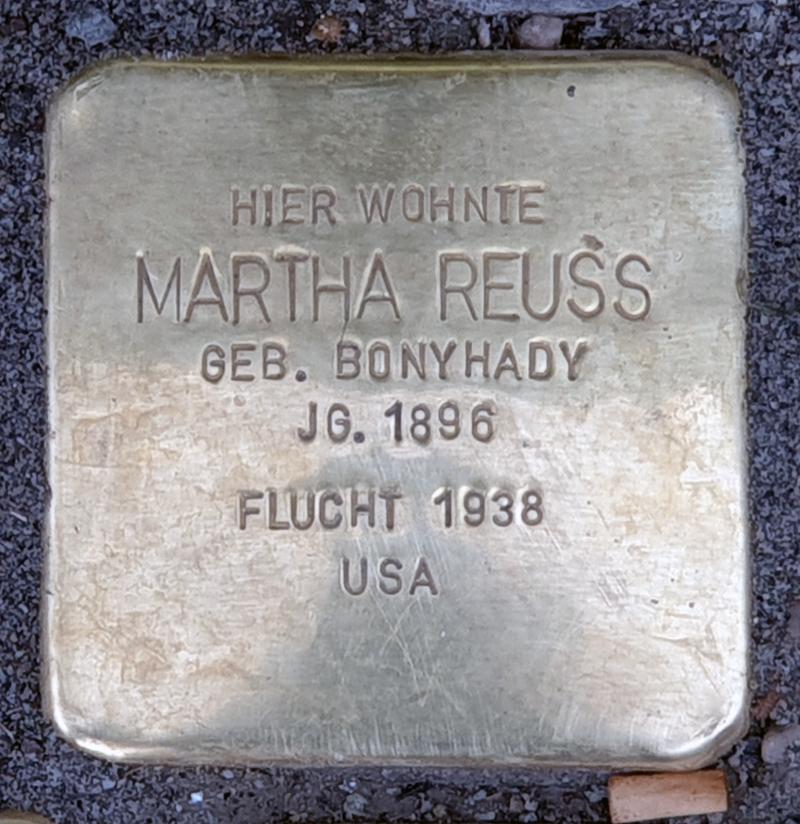 HIER WOHNTE
MARTHA REUSS
GEB. BONYHADY
JG. 1896
FLUCHT 1938
USA